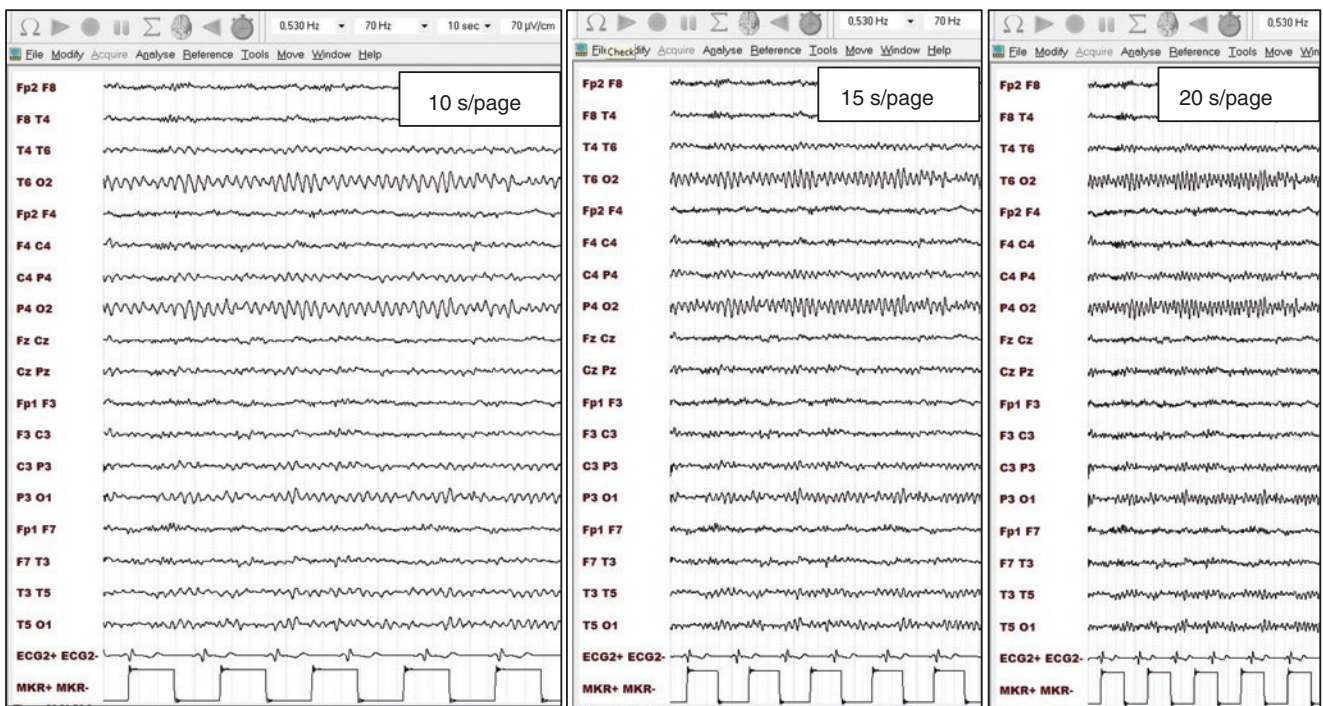 0,530 Hz 70 Hz 10 sec 70 µV/cm
File Modify Acquire Analyse Reference Tools Move Window Help
10 s/page
Fp2 F8
F8 T4
T4 T6
T6 O2
Fp2 F4
F4 C4
C4 P4
P4 O2
Fz Cz
Cz Pz
Fp1 F3
F3 C3
C3 P3
P3 O1
Fp1 F7
F7 T3
T3 T5
T5 O1
ECG2+ ECG2-
MKR+ MKR-
0,530 Hz 70 Hz
Check Acquire Analyse Reference Tools Move Window Help
15 s/page
Fp2 F8
F8 T4
T4 T6
T6 O2
Fp2 F4
F4 C4
C4 P4
P4 O2
Fz Cz
Cz Pz
Fp1 F3
F3 C3
C3 P3
P3 O1
Fp1 F7
F7 T3
T3 T5
T5 O1
ECG2+ ECG2-
MKR+ MKR-
0,530 Hz
File Modify Acquire Analyse Reference Tools Move Win
20 s/page
Fp2 F8
F8 T4
T4 T6
T6 O2
Fp2 F4
F4 C4
C4 P4
P4 O2
Fz Cz
Cz Pz
Fp1 F3
F3 C3
C3 P3
P3 O1
Fp1 F7
F7 T3
T3 T5
T5 O1
ECG2+ ECG2-
MKR+ MKR-